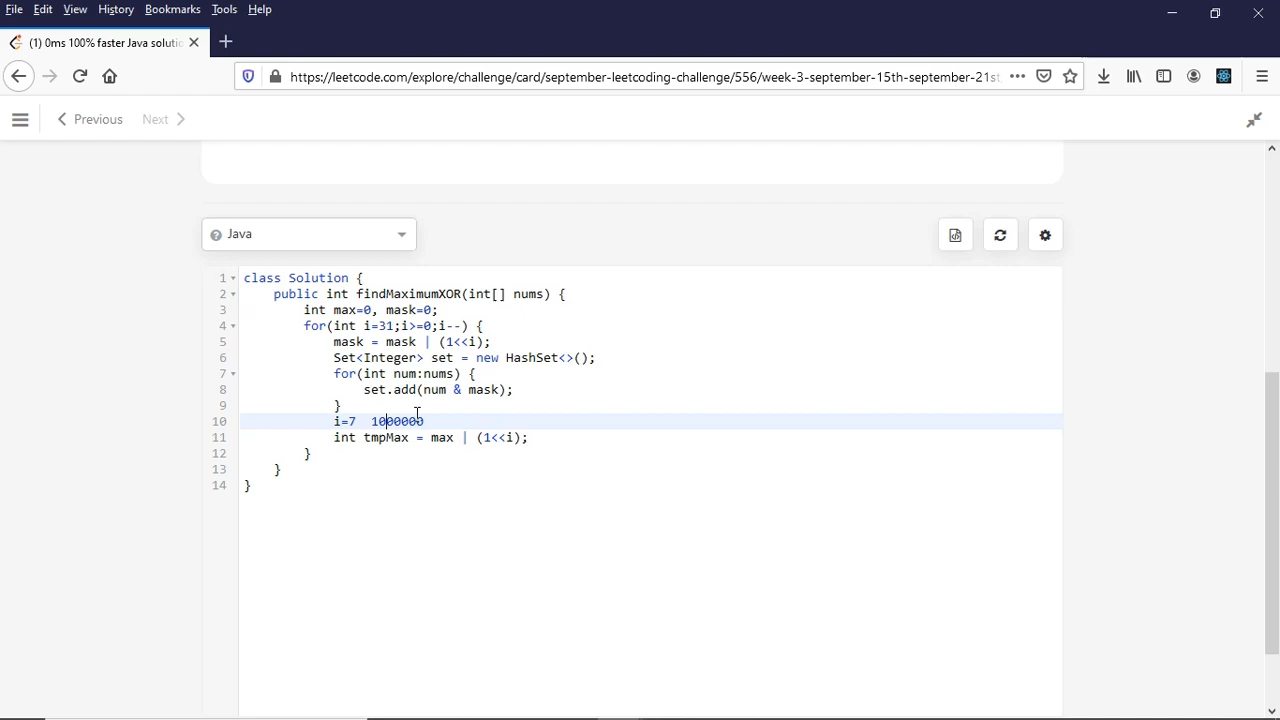 File Edit View History Bookmarks Tools Help
(1) 0ms 100% faster Java solutio
https://leetcode.com/explore/challenge/card/september-leetcoding-challenge/556/week-3-september-15th-september-21st
Previous Next
Java
1 class Solution {
2 public int findMaximumXOR(int[] nums) {
3 int max=0, mask=0;
4 for(int i=31;i>=0;i--) {
5 mask = mask | (1<<i);
6 Set<Integer> set = new HashSet<>();
7 for(int num:nums) {
8 set.add(num & mask);
9 }
10 i=7 1000000
11 int tmpMax = max | (1<<i);
12 }
13 }
14 }